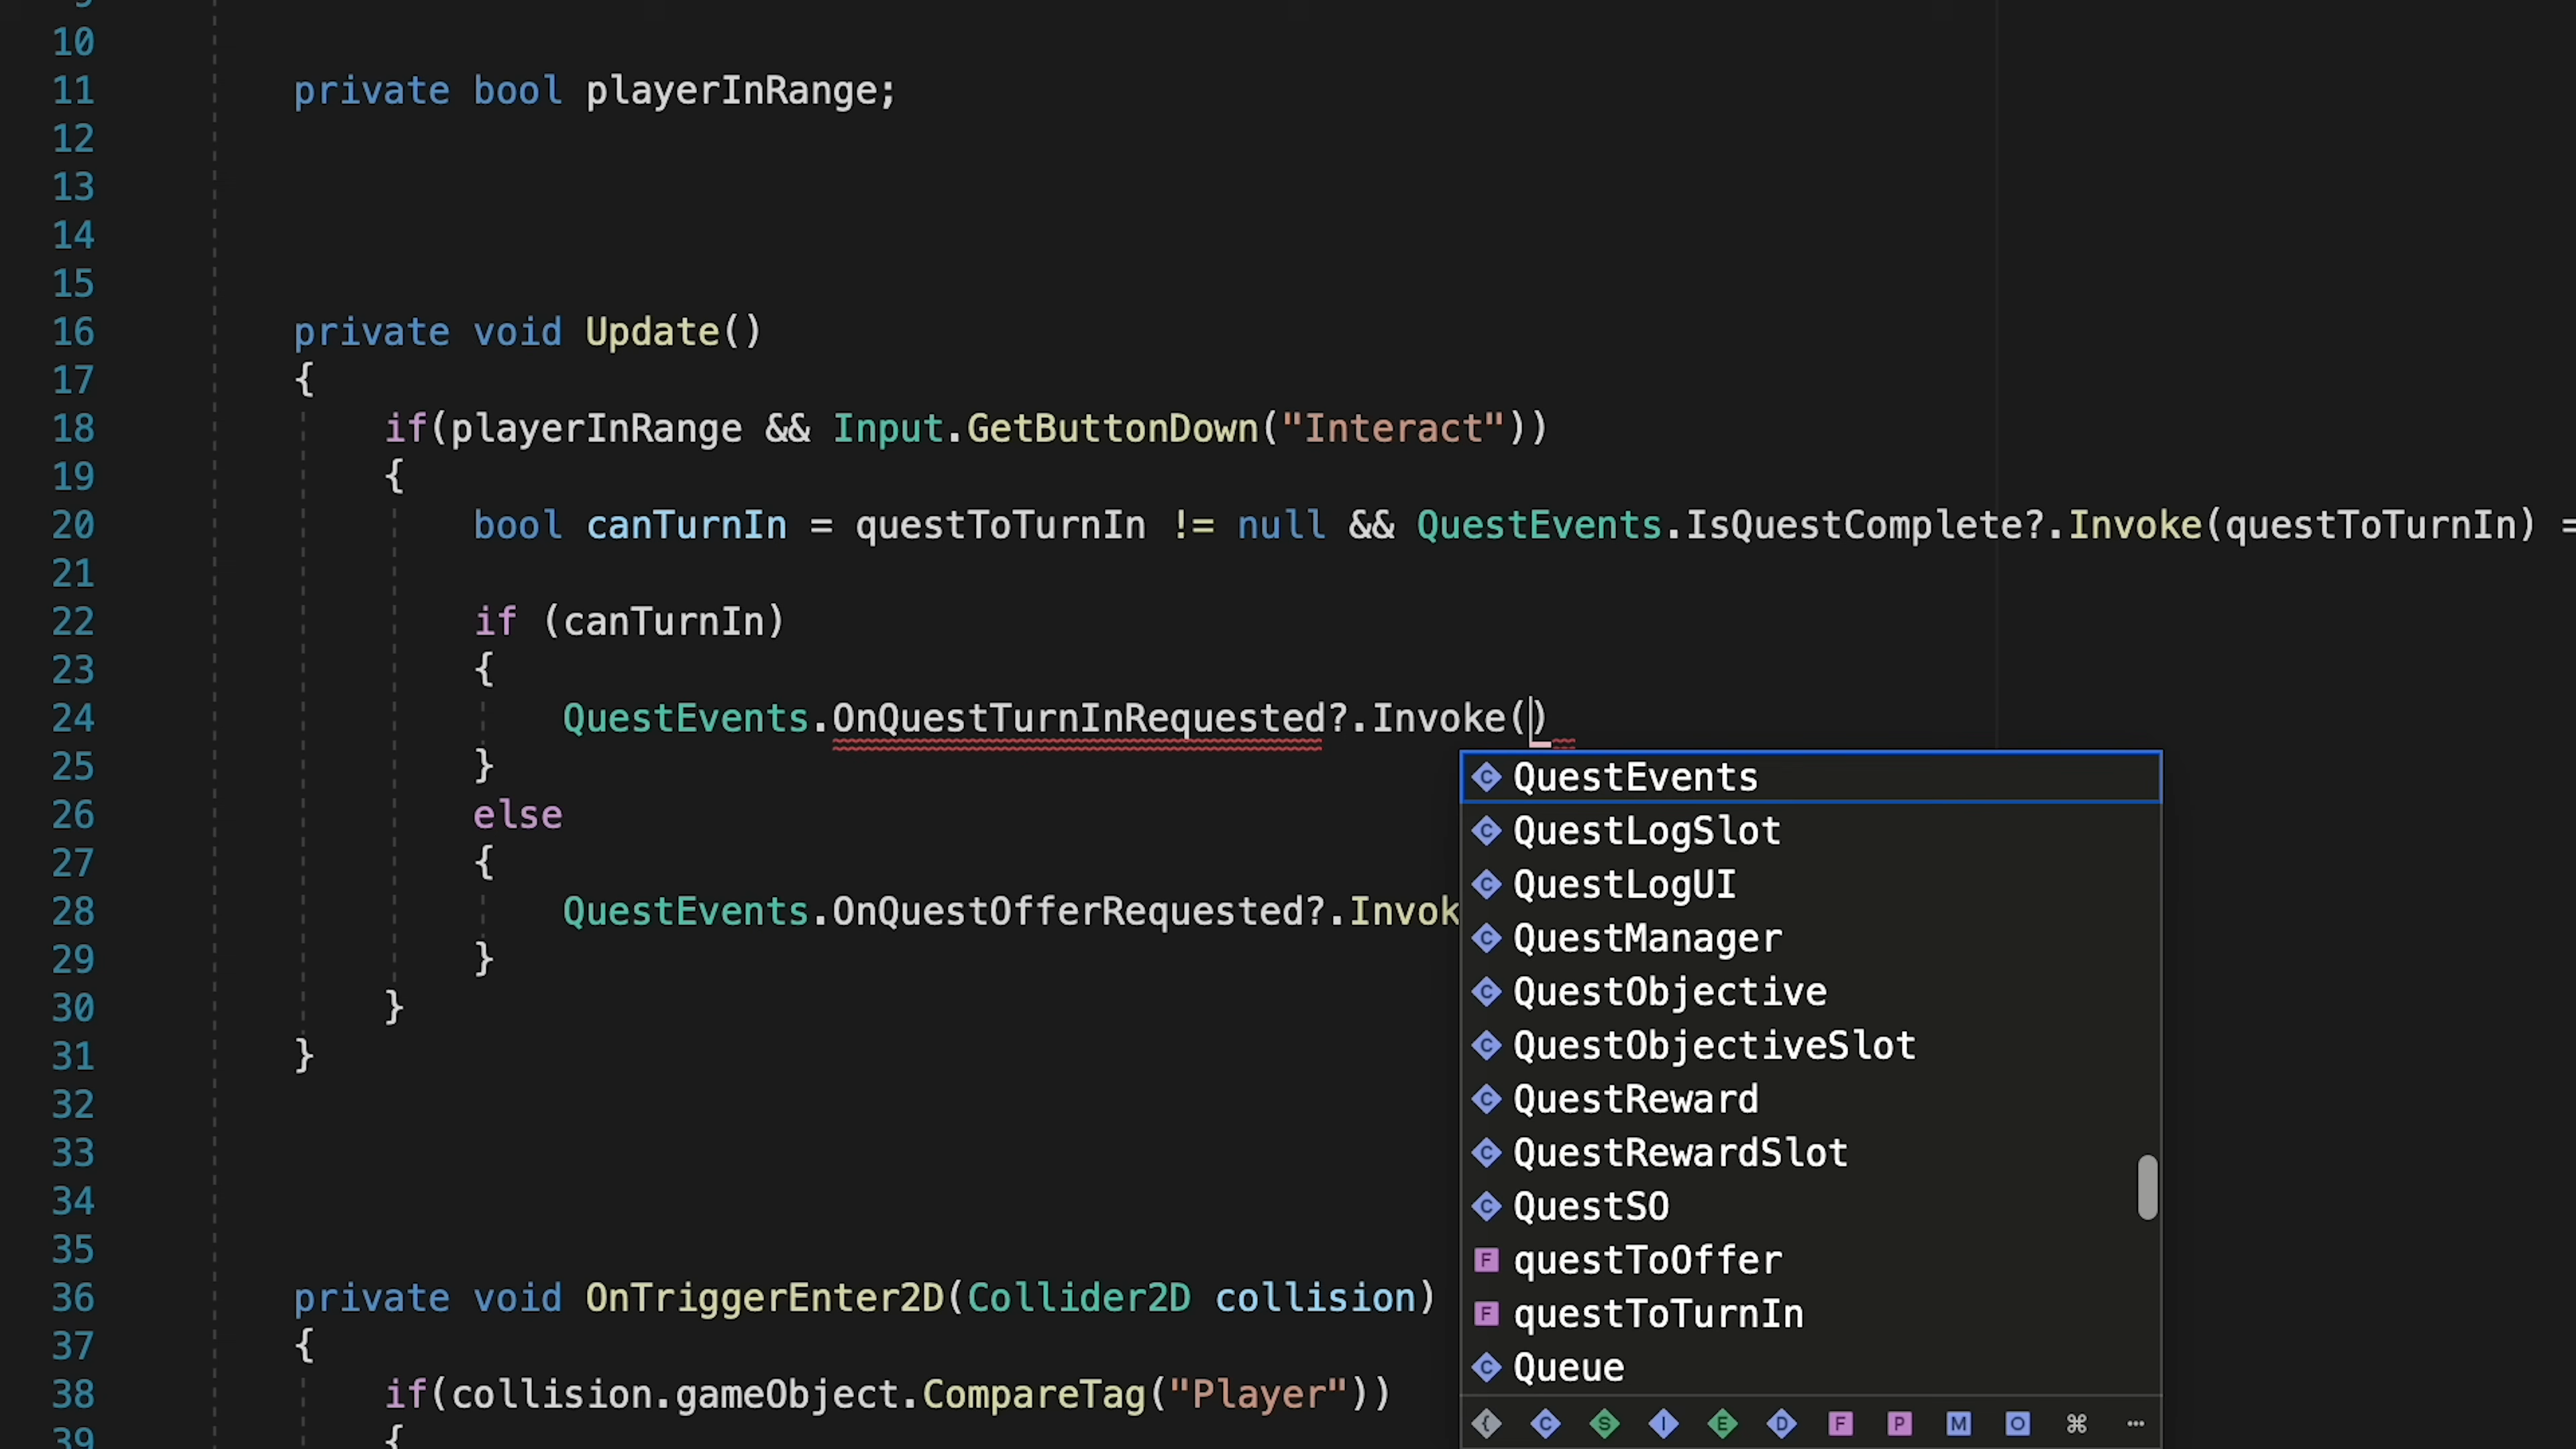 9
10
11 private bool playerInRange;
12
13
14
15
16 private void Update()
17 {
18 if(playerInRange && Input.GetButtonDown("Interact"))
19 {
20 bool canTurnIn = questToTurnIn != null && QuestEvents.IsQuestComplete?.Invoke(questToTurnIn) =
21
22 if (canTurnIn)
23 {
24 QuestEvents.OnQuestTurnInRequested?.Invoke()
25 }
26 else
27 {
28 QuestEvents.OnQuestOfferRequested?.Invok
29 }
30 }
31 }
32
33
34
35
36 private void OnTriggerEnter2D(Collider2D collision)
37 {
38 if(collision.gameObject.CompareTag("Player"))
39 {
C QuestEvents
C QuestLogSlot
C QuestLogUI
C QuestManager
C QuestObjective
C QuestObjectiveSlot
C QuestReward
C QuestRewardSlot
C QuestSO
F questToOffer
F questToTurnIn
C Queue
{ C S I E D F P M O ⌘ ···